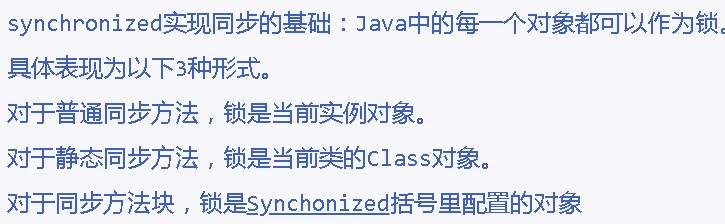 synchronized实现同步的基础：Java中的每一个对象都可以作为锁。
具体表现为以下3种形式。
对于普通同步方法，锁是当前实例对象。
对于静态同步方法，锁是当前类的Class对象。
对于同步方法块，锁是Synchonized括号里配置的对象